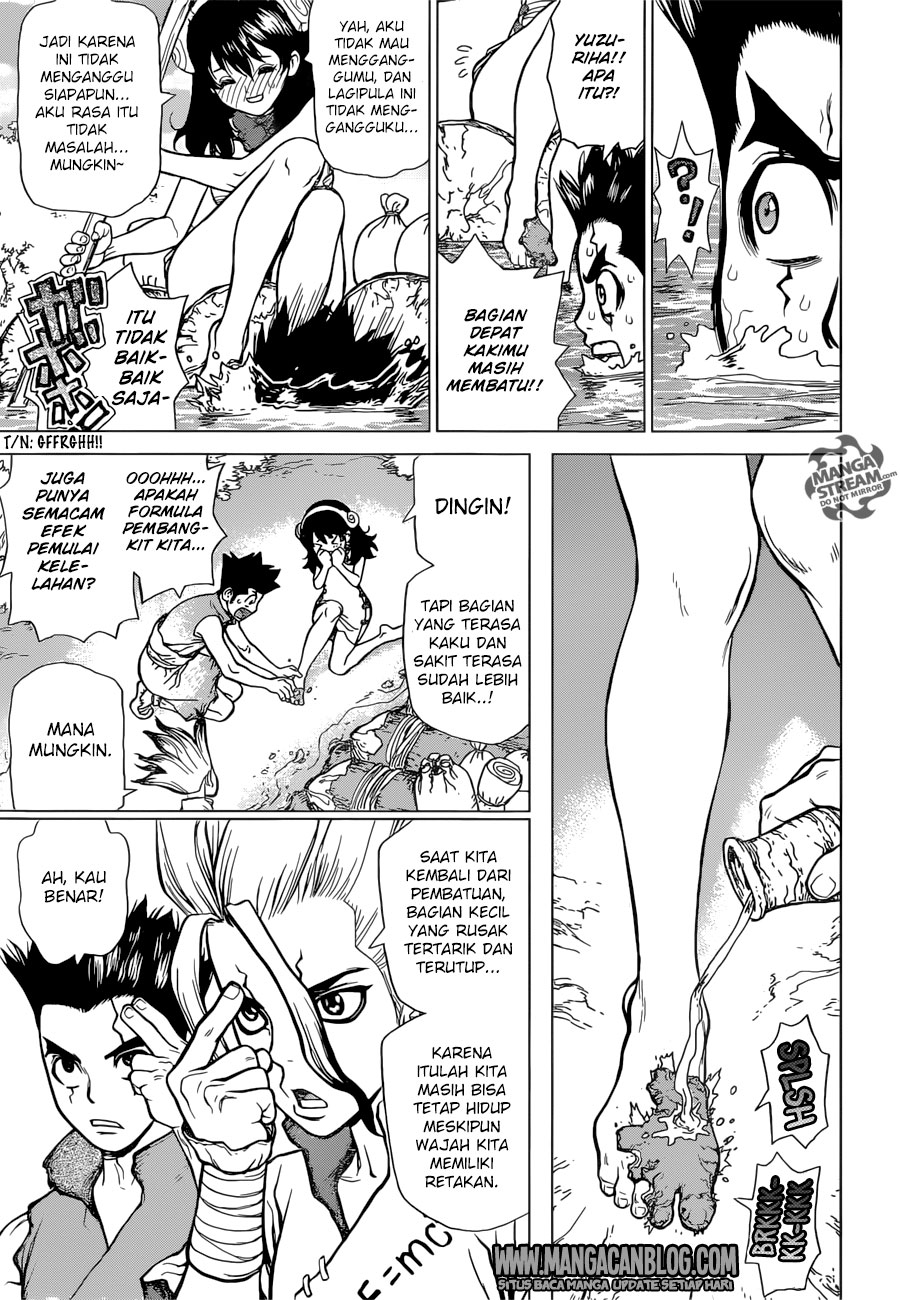 ?!
YUZU-
RIHA!!
APA
ITU?!
BAGIAN
DEPAT
KAKIMU
MASIH
MEMBATU!!
YAH, AKU
TIDAK MAU
MENGGANG-
GUMU, DAN
LAGIPULA INI
TIDAK MENG-
GANGGUKU...
JADI KARENA
INI TIDAK
MENGANGGU
SIAPAPUN...
AKU RASA ITU
TIDAK
MASALAH...
MUNGKIN~
ITU
TIDAK
BAIK-
BAIK
SAJA-
T/N: GFFRGHH!!
MANGA
STREAM.com
DO NOT MIRROR
SPLSH
BRKKK-
KK-KKK
DINGIN!
TAPI BAGIAN
YANG TERASA
KAKU DAN
SAKIT TERASA
SUDAH LEBIH
BAIK..!
OOOHHH...
APAKAH
FORMULA
PEMBANG-
KIT KITA...
JUGA
PUNYA
SEMACAM
EFEK
PEMULAI
KELE-
LAHAN?
MANA
MUNGKIN.
SAAT KITA
KEMBALI DARI
PEMBATUAN,
BAGIAN KECIL
YANG RUSAK
TERTARIK DAN
TERUTUP...
KARENA
ITULAH KITA
MASIH BISA
TETAP HIDUP
MESKIPUN
WAJAH KITA
MEMILIKI
RETAKAN.
AH, KAU
BENAR!
E=mc
WWW.MANGACANBLOG.COM
SITUS BACA MANGA UPDATE SETIAP HARI